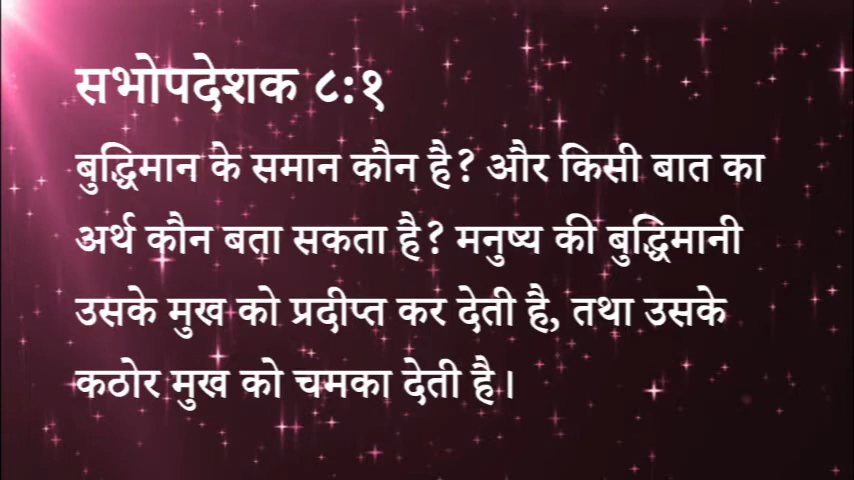 सभोपदेशक ८:१
बुद्धिमान के समान कौन है? और किसी बात का
अर्थ कौन बता सकता है? मनुष्य की बुद्धिमानी
उसके मुख को प्रदीप्त कर देती है, तथा उसके
कठोर मुख को चमका देती है।